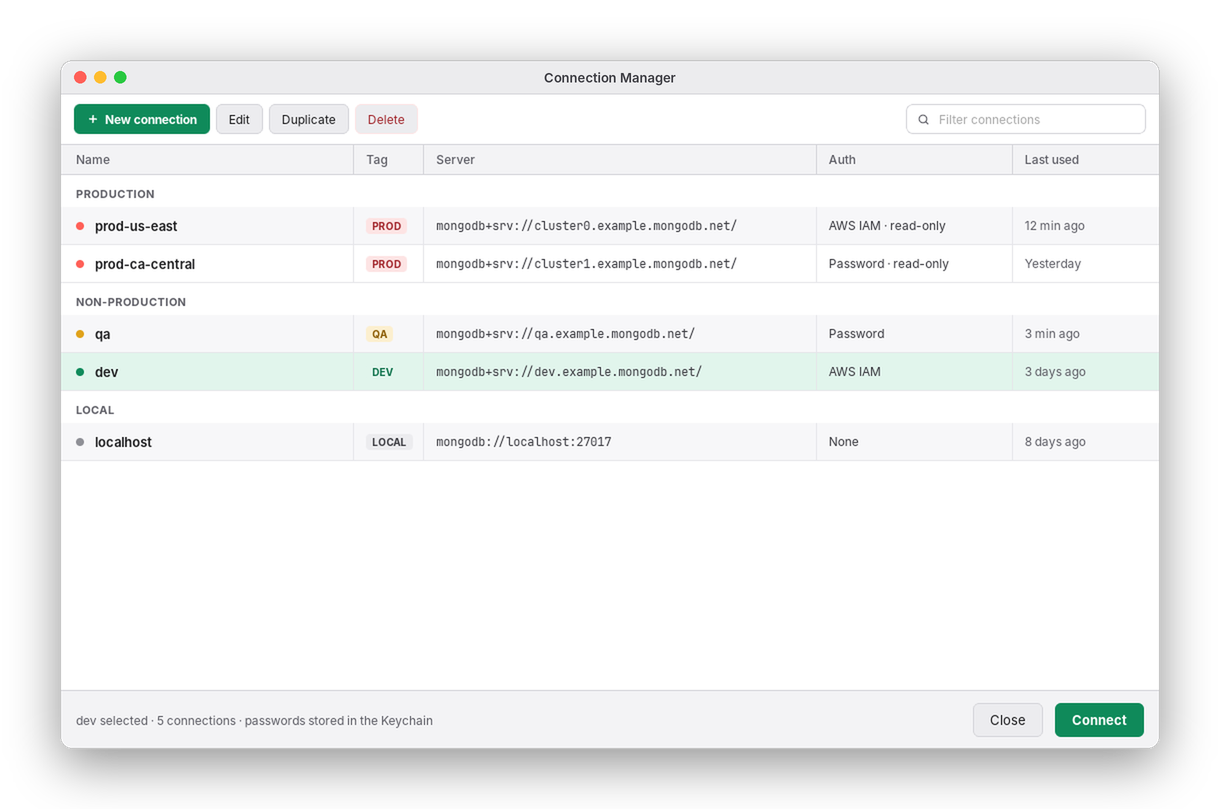 Connection Manager
+ New connection Edit Duplicate Delete Filter connections
Name Tag Server Auth Last used
PRODUCTION
prod-us-east PROD mongodb+srv://cluster0.example.mongodb.net/ AWS IAM · read-only 12 min ago
prod-ca-central PROD mongodb+srv://cluster1.example.mongodb.net/ Password · read-only Yesterday
NON-PRODUCTION
qa QA mongodb+srv://qa.example.mongodb.net/ Password 3 min ago
dev DEV mongodb+srv://dev.example.mongodb.net/ AWS IAM 3 days ago
LOCAL
localhost LOCAL mongodb://localhost:27017 None 8 days ago
dev selected · 5 connections · passwords stored in the Keychain Close Connect